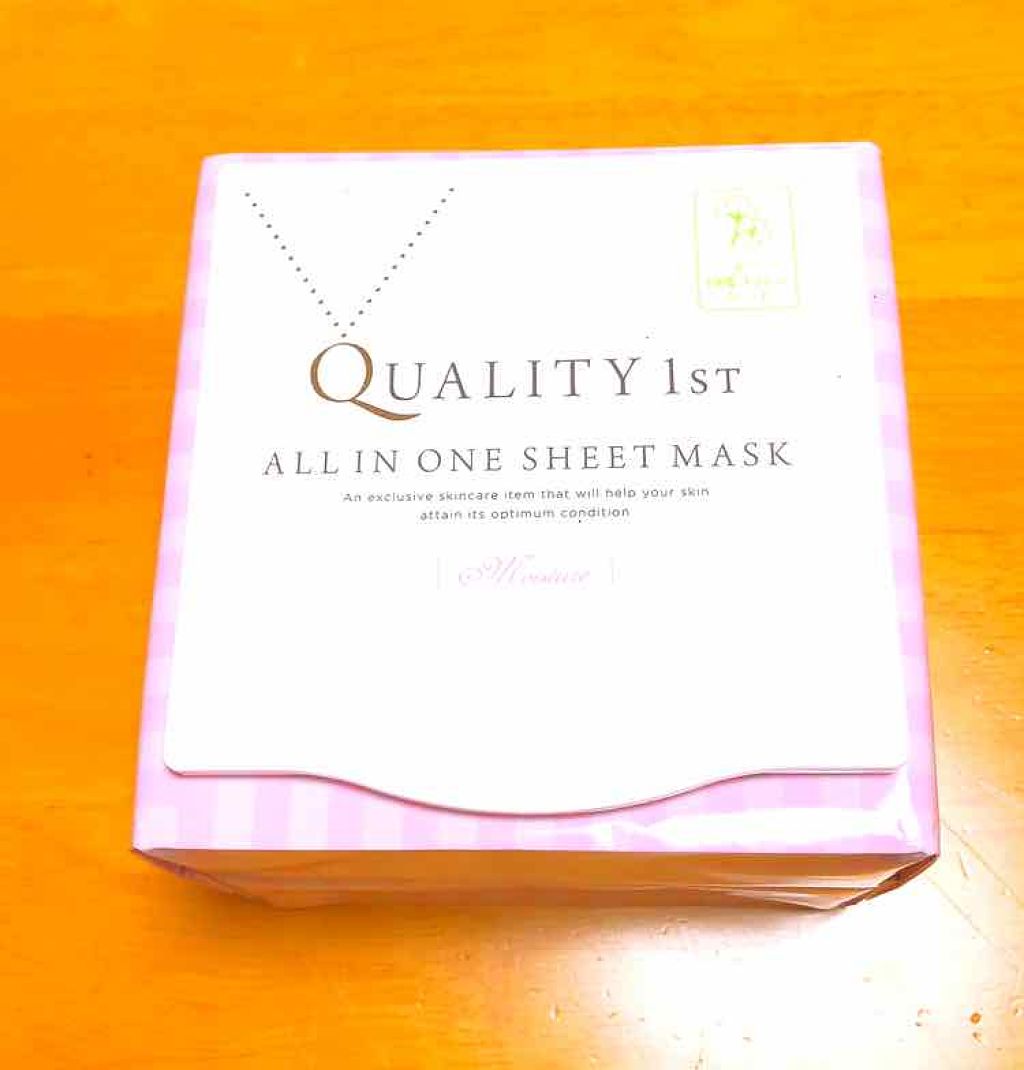 QUALITY 1ST
ALL IN ONE SHEET MASK
An exclusive skincare item that will help your skin
attain its optimum condition
Moisture